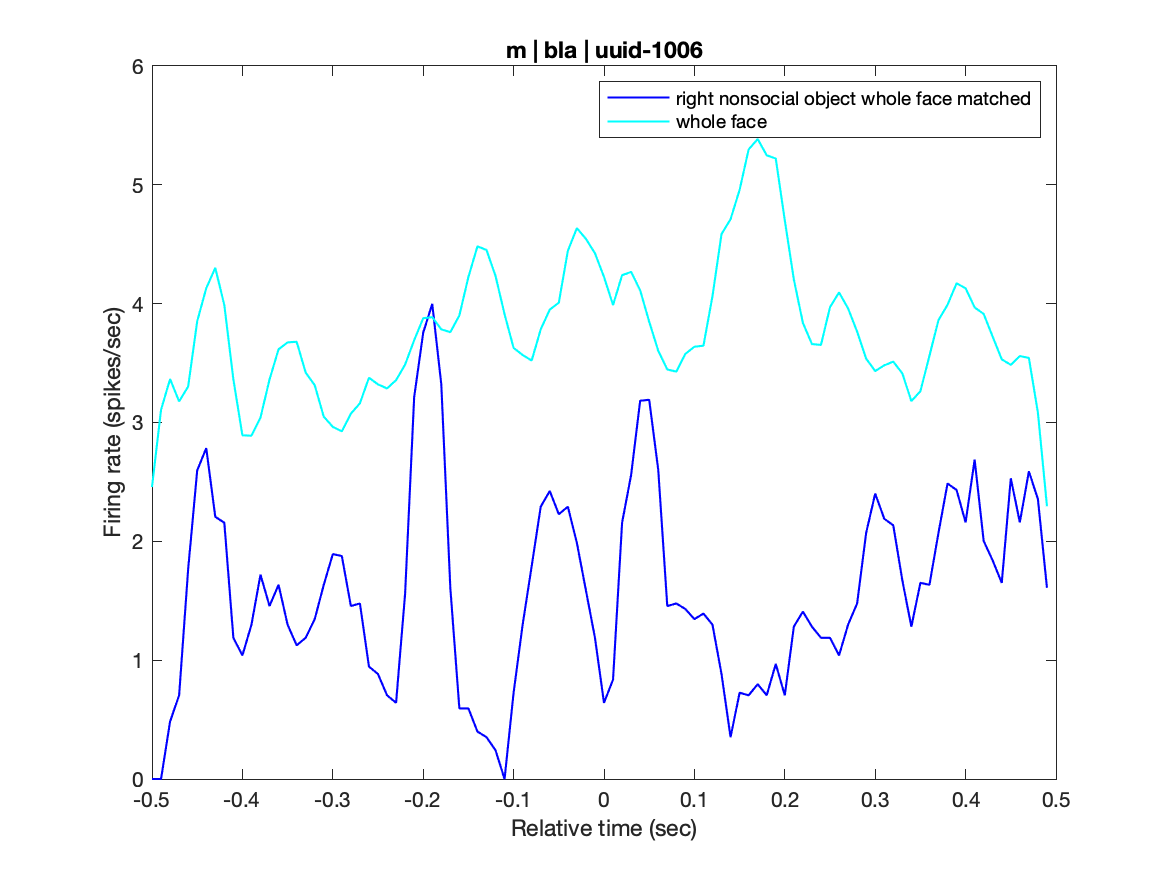 m | bla | uuid-1006
right nonsocial object whole face matched
whole face
Firing rate (spikes/sec)
6
5
4
3
2
1
0
-0.5 -0.4 -0.3 -0.2 -0.1 0 0.1 0.2 0.3 0.4 0.5
Relative time (sec)